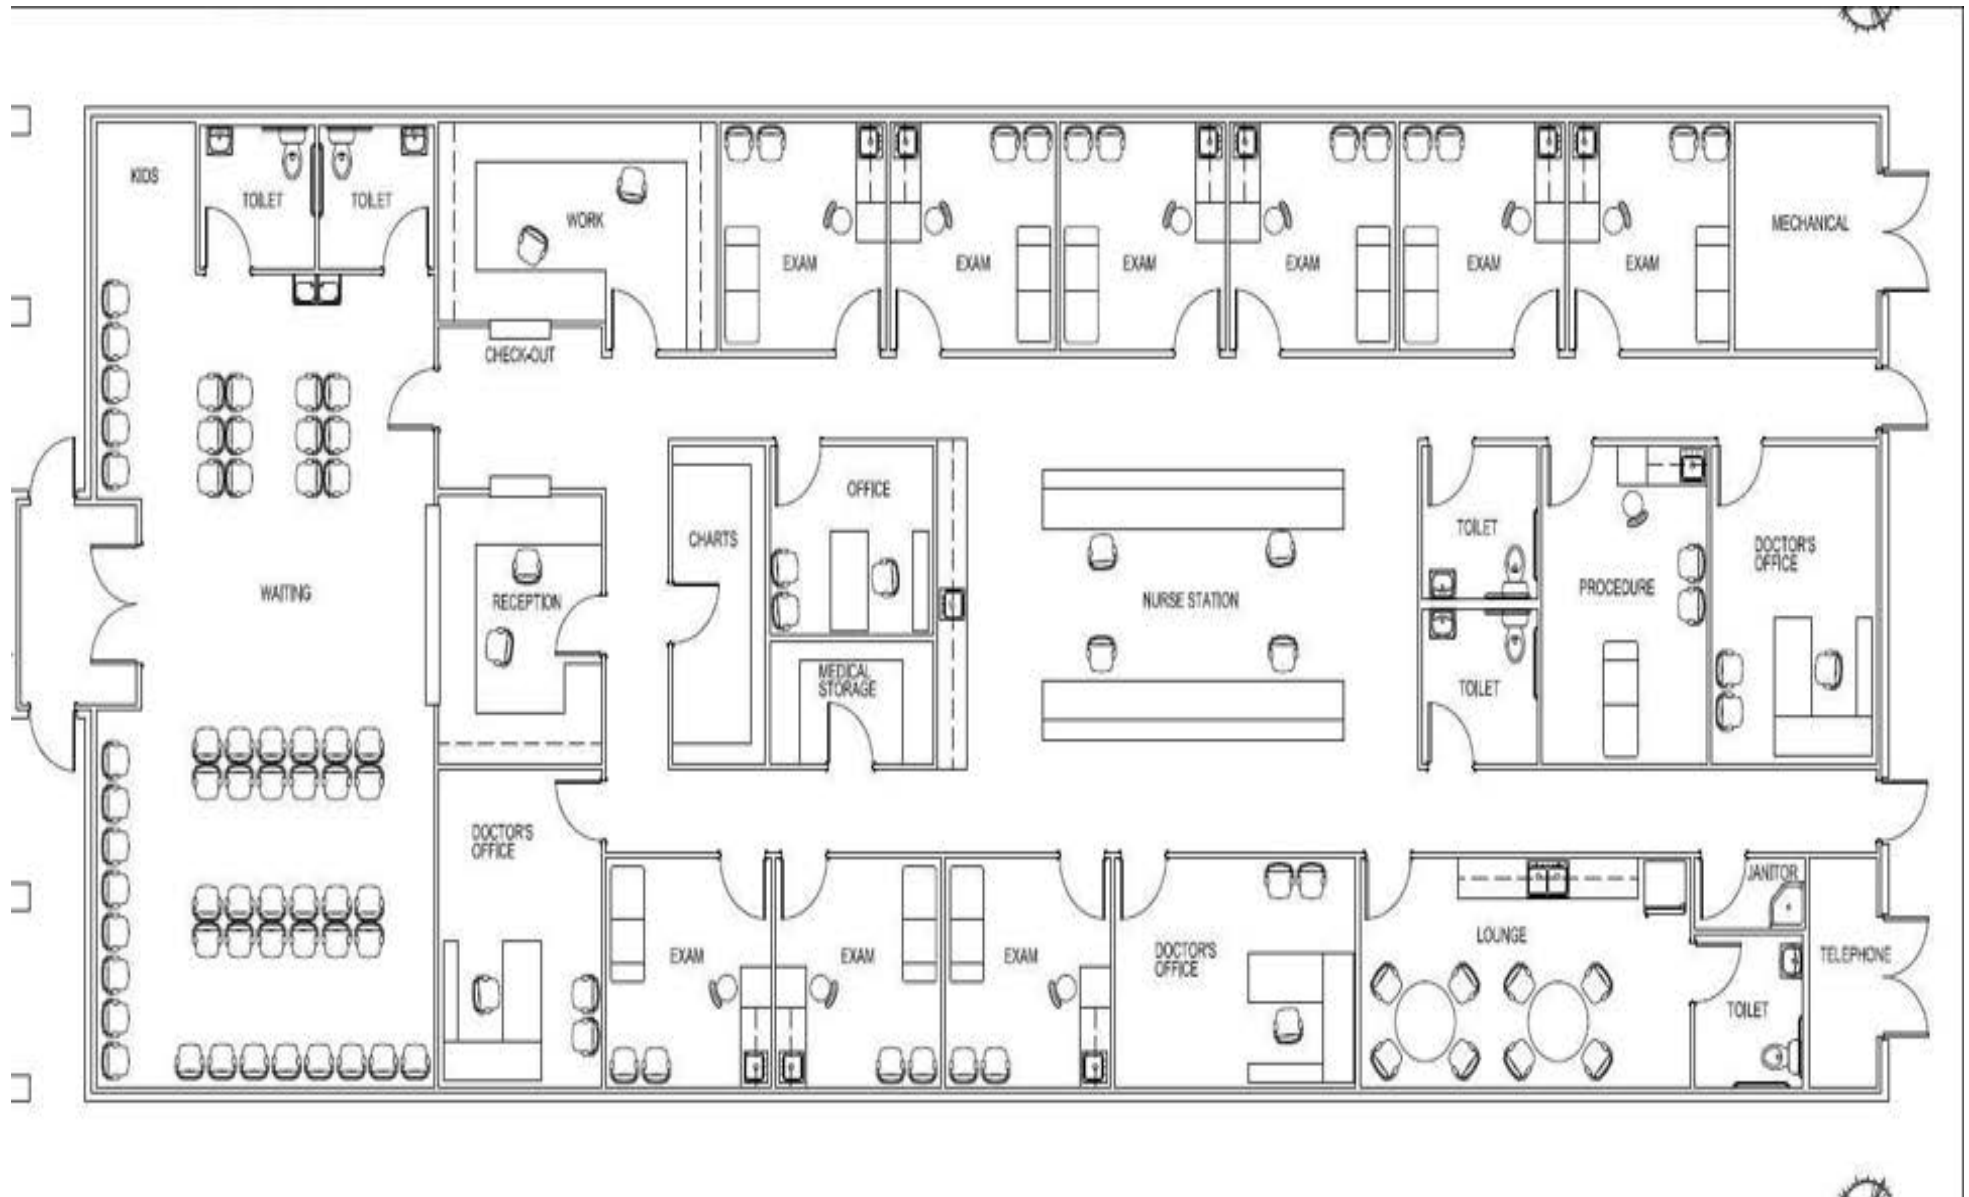 KIDS
TOILET
TOILET
WORK
EXAM
EXAM
EXAM
EXAM
EXAM
EXAM
MECHANICAL
CHECK-OUT
OFFICE
CHARTS
TOILET
DOCTOR'S
OFFICE
WAITING
RECEPTION
NURSE STATION
PROCEDURE
MEDICAL
STORAGE
TOILET
DOCTOR'S
OFFICE
JANITOR
EXAM
EXAM
EXAM
DOCTOR'S
OFFICE
LOUNGE
TELEPHONE
TOILET